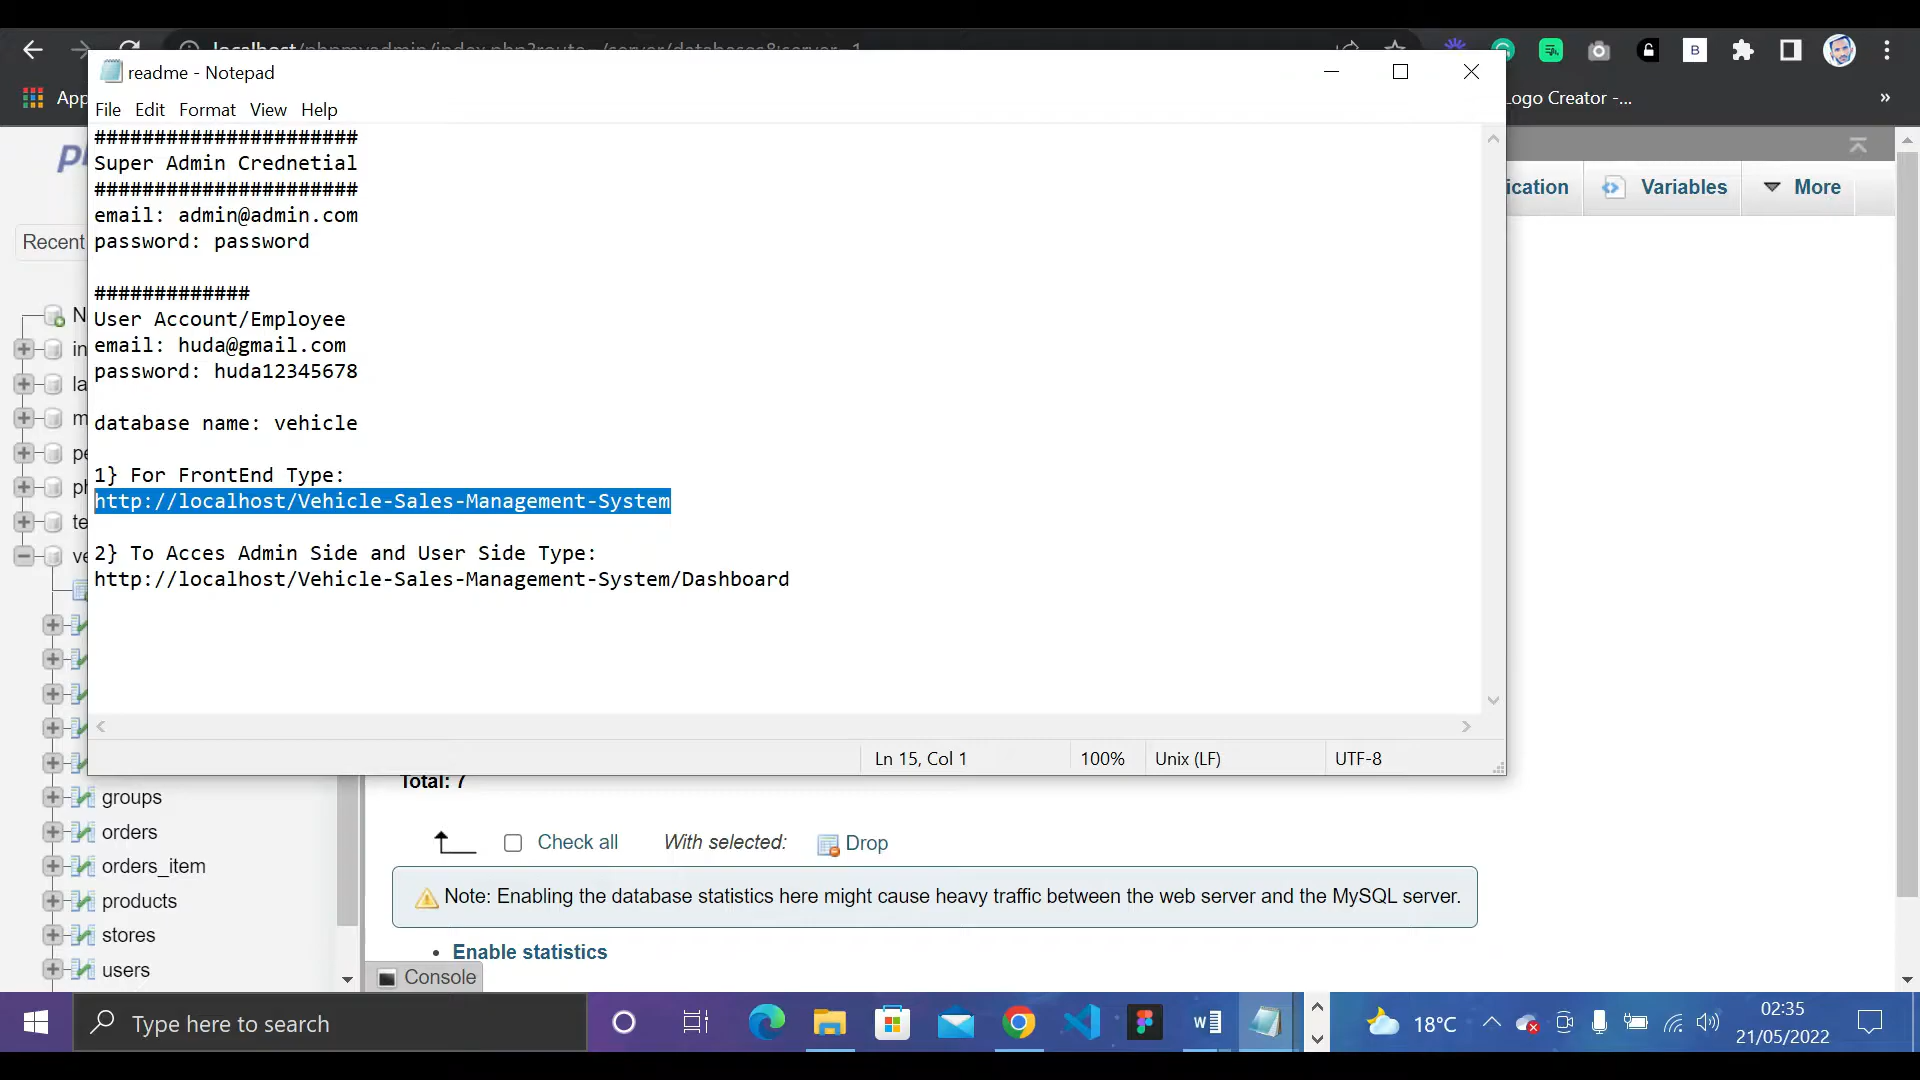 readme - Notepad
File Edit Format View Help
######################
Super Admin Crednetial
######################
email: admin@admin.com
password: password
#############
User Account/Employee
email: huda@gmail.com
password: huda12345678
database name: vehicle
1} For FrontEnd Type:
http://localhost/Vehicle-Sales-Management-System
2} To Acces Admin Side and User Side Type:
http://localhost/Vehicle-Sales-Management-System/Dashboard
Ln 15, Col 1 100% Unix (LF) UTF-8
App
Logo Creator -...
»
ication Variables More
Recent
N
in
la
m
pe
ph
te
ve
groups
orders
orders_item
products
stores
users
Total: 7
Check all With selected: Drop
Note: Enabling the database statistics here might cause heavy traffic between the web server and the MySQL server.
Enable statistics
Console
Type here to search
18°C
02:35
21/05/2022